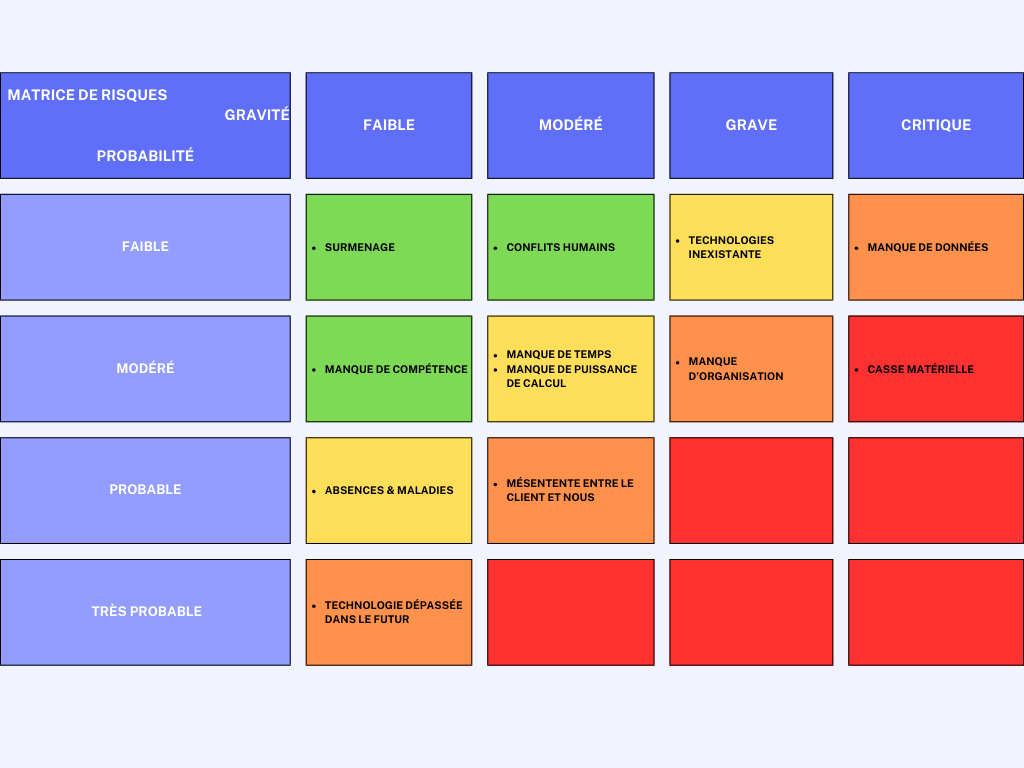 MATRICE DE RISQUES
GRAVITÉ
PROBABILITÉ
FAIBLE
MODÉRÉ
GRAVE
CRITIQUE
FAIBLE
• SURMENAGE
• CONFLITS HUMAINS
• TECHNOLOGIES
INEXISTANTE
• MANQUE DE DONNÉES
MODÉRÉ
• MANQUE DE COMPÉTENCE
• MANQUE DE TEMPS
• MANQUE DE PUISSANCE
DE CALCUL
• MANQUE
D'ORGANISATION
• CASSE MATÉRIELLE
PROBABLE
• ABSENCES & MALADIES
• MÉSENTENTE ENTRE LE
CLIENT ET NOUS
TRÈS PROBABLE
• TECHNOLOGIE DÉPASSÉE
DANS LE FUTUR